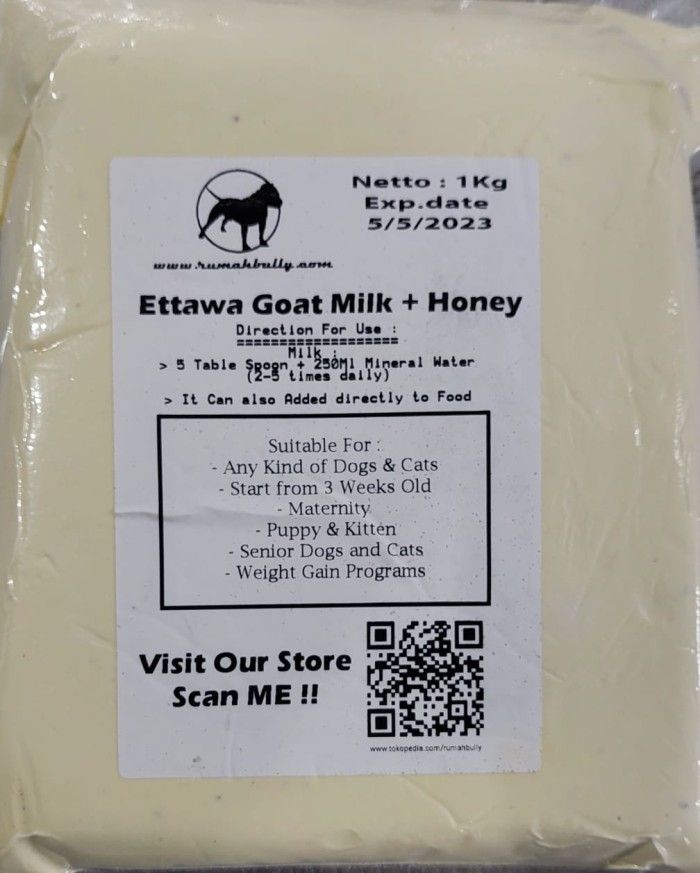 Netto : 1Kg
Exp.date
5/5/2023
www.rumahbully.com
Ettawa Goat Milk + Honey
Direction For Use :
===================
Milk :
> 5 Table Spoon + 250Ml Mineral Water
(2-5 times daily)
> It Can also Added directly to Food
Suitable For :
- Any Kind of Dogs & Cats
- Start from 3 Weeks Old
- Maternity
- Puppy & Kitten
- Senior Dogs and Cats
- Weight Gain Programs
Visit Our Store
Scan ME !!
www.tokopedia.com/rumahbully